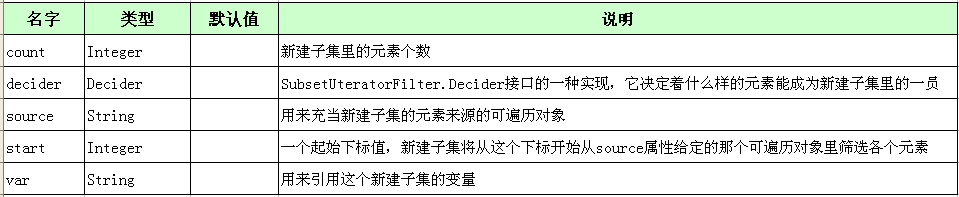 名字 类型 默认值 说明
count Integer 新建子集里的元素个数
decider Decider SubsetUteratorFilter.Decider接口的一种实现，它决定着什么样的元素能成为新建子集里的一员
source String 用来充当新建子集的元素来源的可遍历对象
start Integer 一个起始下标值，新建子集将从这个下标开始从source属性给定的那个可遍历对象里筛选各个元素
var String 用来引用这个新建子集的变量